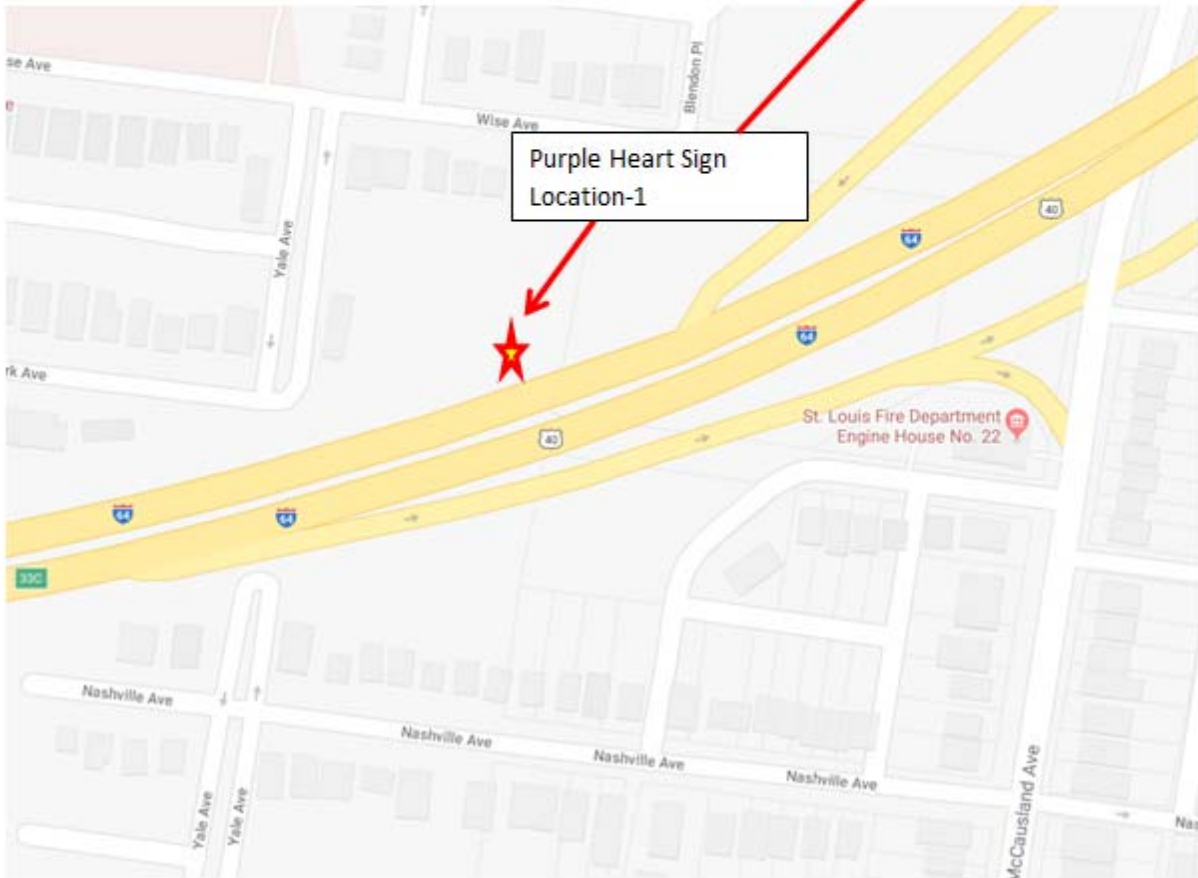 Blendon Pl
se Ave
e
Wise Ave
Purple Heart Sign
Location-1
Yale Ave
40
64
64
rk Ave
St. Louis Fire Department
Engine House No. 22
40
64
64
33C
Nashville Ave
Nashville Ave
Nashville Ave
Nashville Ave
McCausland Ave
Nas
Yale Ave
Yale Ave